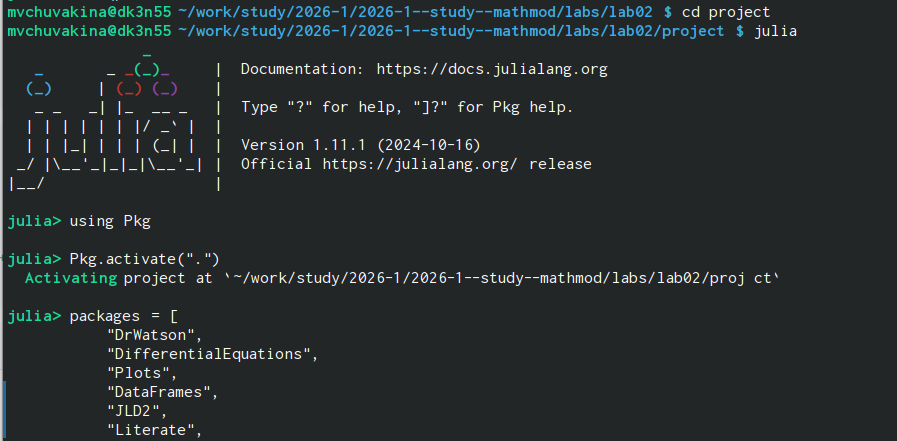 mvchuvakina@dk3n55 ~/work/study/2026-1/2026-1--study--mathmod/labs/lab02 $ cd project
mvchuvakina@dk3n55 ~/work/study/2026-1/2026-1--study--mathmod/labs/lab02/project $ julia
               _
   _       _ _(_)_     |  Documentation: https://docs.julialang.org
  (_)     | (_) (_)    |
   _ _   _| |_  __ _   |  Type "?" for help, "]?" for Pkg help.
  | | | | | | |/ _` |  |
  | | |_| | | | (_| |  |  Version 1.11.1 (2024-10-16)
 _/ |\__'_|_|_|\__'_|  |  Official https://julialang.org/ release
|__/                   |
julia> using Pkg
julia> Pkg.activate(".")
  Activating project at `~/work/study/2026-1/2026-1--study--mathmod/labs/lab02/proj ct`
julia> packages = [
"DrWatson",
"DifferentialEquations",
"Plots",
"DataFrames",
"JLD2",
"Literate",